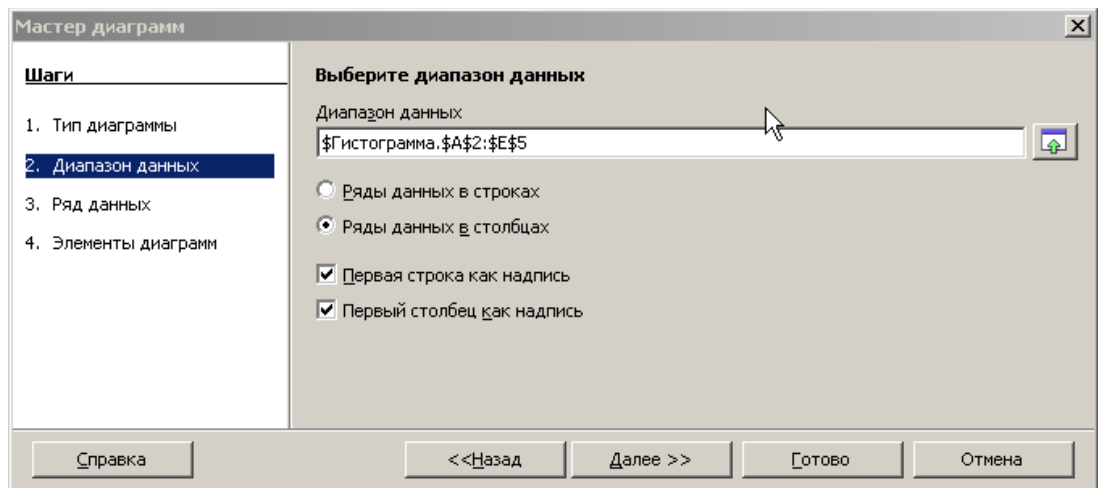 Мастер диаграмм
Шаги
1. Тип диаграммы
2. Диапазон данных
3. Ряд данных
4. Элементы диаграмм
Выберите диапазон данных
Диапазон данных
$Гистограмма.$A$2:$E$5
Ряды данных в строках
Ряды данных в столбцах
Первая строка как надпись
Первый столбец как надпись
Справка
<<Назад
Далее >>
Готово
Отмена